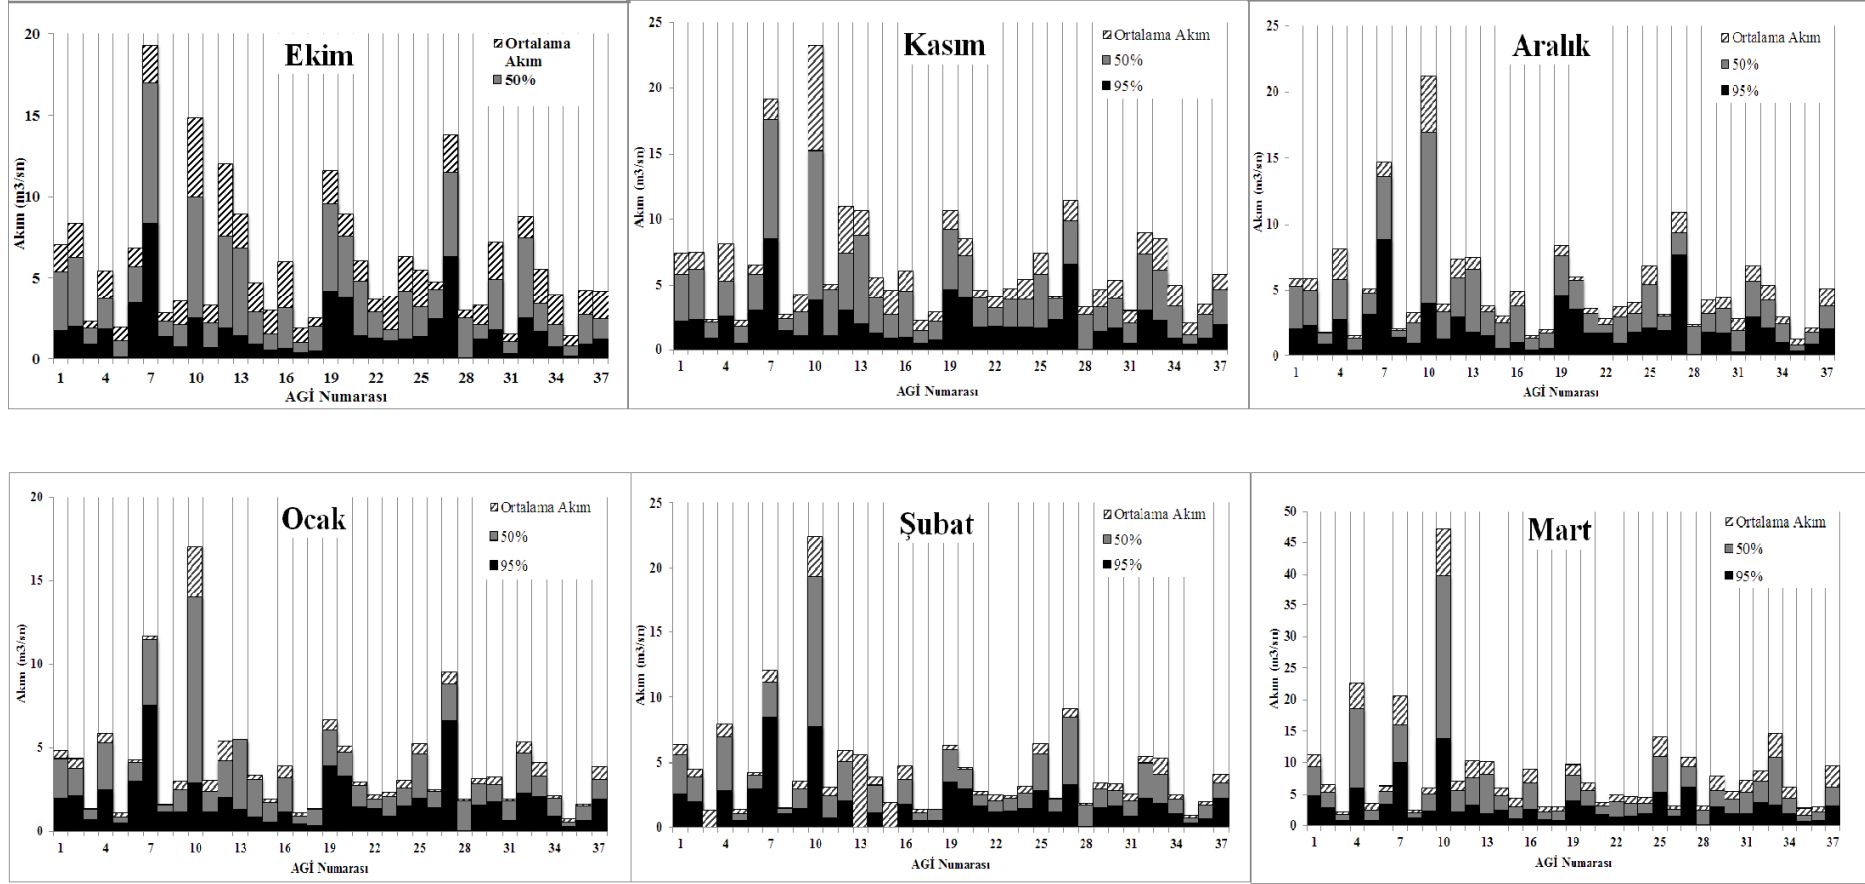 Ekim
Ortalama
Akım
50%
Akım (m3/sn)
20
15
10
5
0
1 4 7 10 13 16 19 22 25 28 31 34 37
AGİ Numarası
Kasım
Ortalama Akım
50%
95%
Akım (m3/sn)
25
20
15
10
5
0
1 4 7 10 13 16 19 22 25 28 31 34 37
AGİ Numarası
Aralık
Ortalama Akım
50%
95%
Akım (m3/sn)
25
20
15
10
5
0
1 4 7 10 13 16 19 22 25 28 31 34 37
AGİ Numarası
Ocak
Ortalama Akım
50%
95%
Akım (m3/sn)
20
15
10
5
0
1 4 7 10 13 16 19 22 25 28 31 34 37
AGİ Numarası
Şubat
Ortalama Akım
50%
95%
Akım (m3/sn)
25
20
15
10
5
0
1 4 7 10 13 16 19 22 25 28 31 34 37
AGİ Numarası
Mart
Ortalama Akım
50%
95%
Akım (m3/sn)
50
45
40
35
30
25
20
15
10
5
0
1 4 7 10 13 16 19 22 25 28 31 34 37
AGİ Numarası